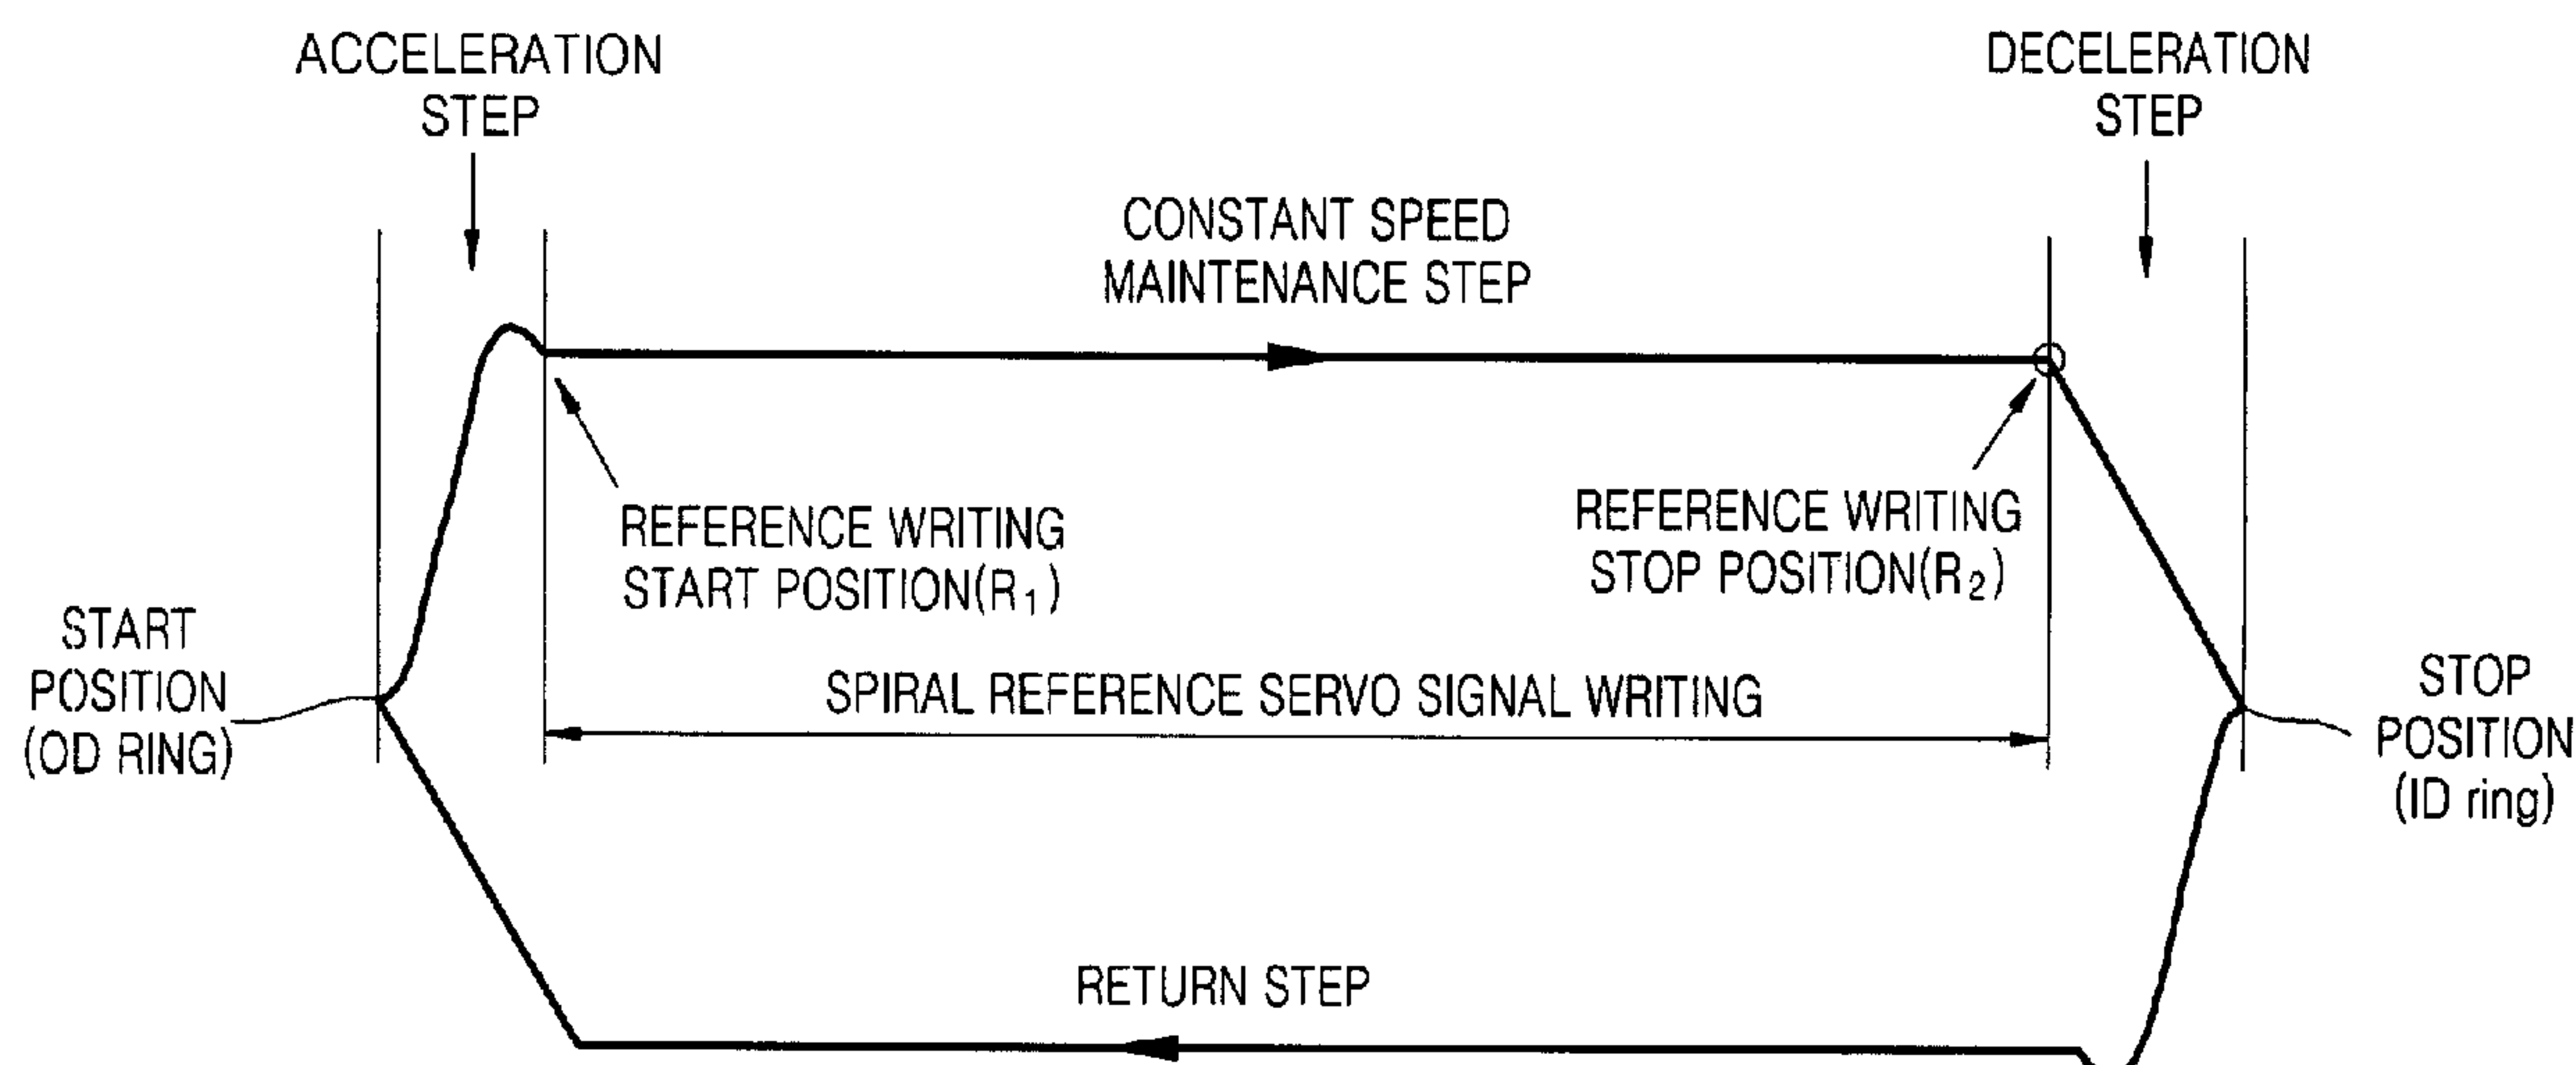 ACCELERATION
STEP
DECELERATION
STEP
CONSTANT SPEED
MAINTENANCE STEP
REFERENCE WRITING
START POSITION(R1)
REFERENCE WRITING
STOP POSITION(R2)
START
POSITION
(OD RING)
SPIRAL REFERENCE SERVO SIGNAL WRITING
STOP
POSITION
(ID ring)
RETURN STEP